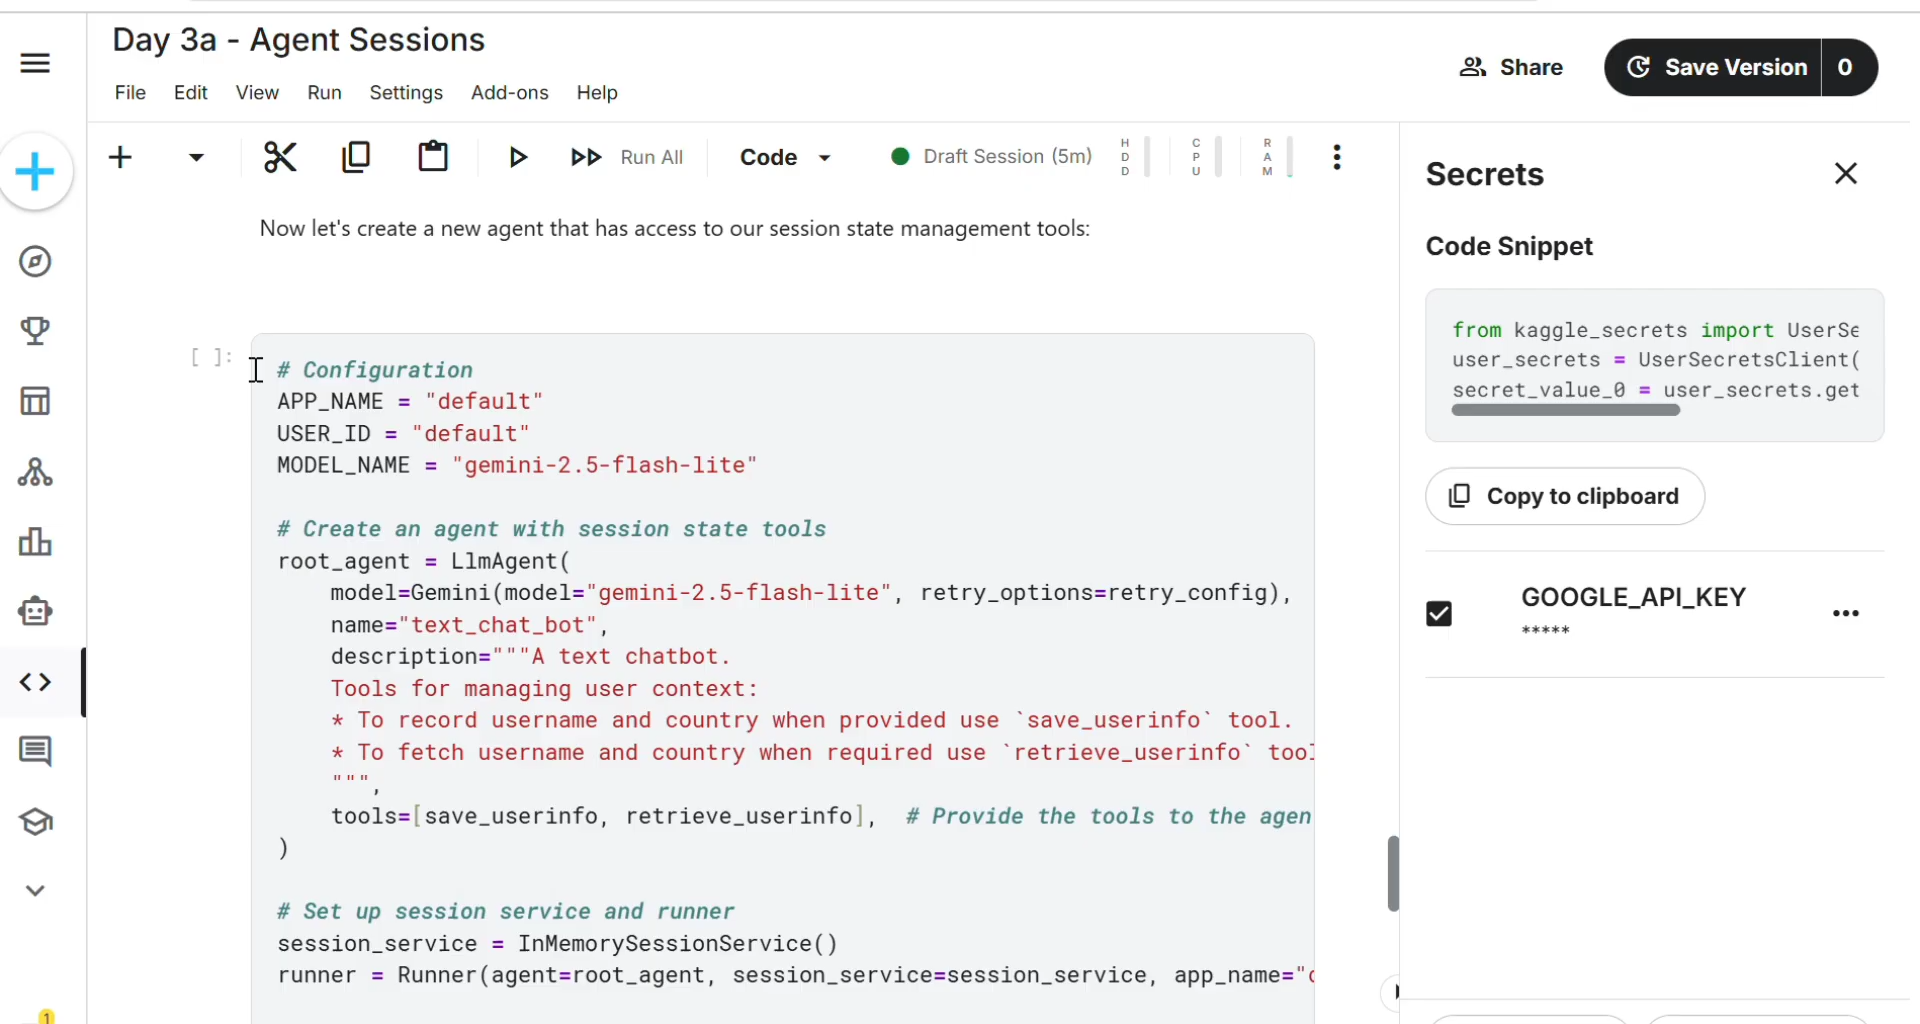 Day 3a - Agent Sessions
File Edit View Run Settings Add-ons Help
Share
Save Version 0
Run All
Code
Draft Session (5m)
HDD
CPU
RAM
Now let's create a new agent that has access to our session state management tools:
[ ]:
# Configuration
APP_NAME = "default"
USER_ID = "default"
MODEL_NAME = "gemini-2.5-flash-lite"
# Create an agent with session state tools
root_agent = LlmAgent(
model=Gemini(model="gemini-2.5-flash-lite", retry_options=retry_config),
name="text_chat_bot",
description="""A text chatbot.
Tools for managing user context:
* To record username and country when provided use `save_userinfo` tool.
* To fetch username and country when required use `retrieve_userinfo` tool
""",
tools=[save_userinfo, retrieve_userinfo],  # Provide the tools to the agen
)
# Set up session service and runner
session_service = InMemorySessionService()
runner = Runner(agent=root_agent, session_service=session_service, app_name="
Secrets
Code Snippet
from kaggle_secrets import UserSe
user_secrets = UserSecretsClient(
secret_value_0 = user_secrets.get
Copy to clipboard
GOOGLE_API_KEY
*****
1